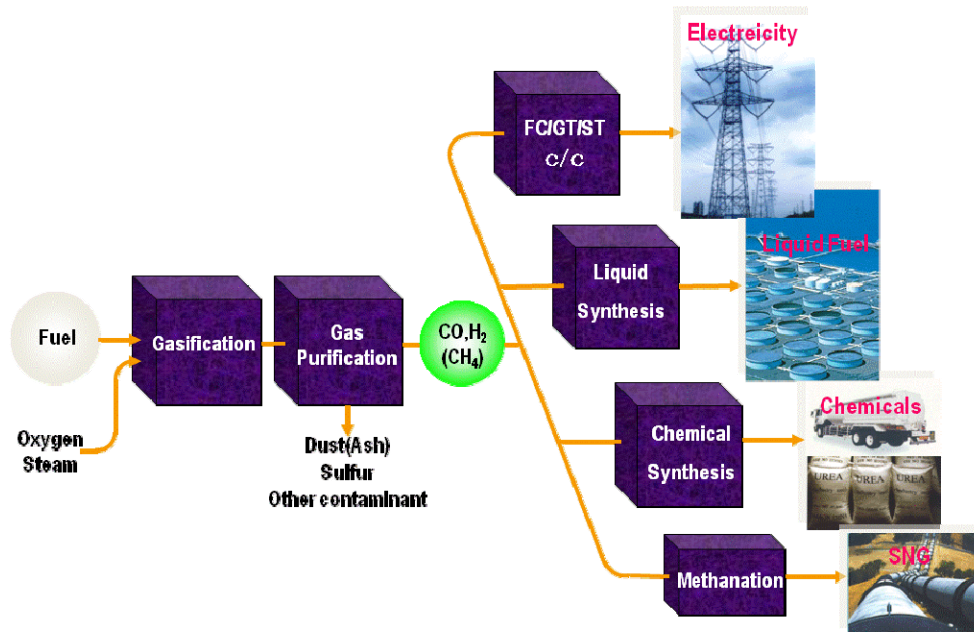 Fuel
Oxygen
Steam
Gasification
Gas
Purification
Dust(Ash)
Sulfur
Other contaminant
CO,H₂
(CH₄)
FC/GT/ST
C/C
Electreicity
Liquid
Synthesis
Liquid Fuel
Chemical
Synthesis
Chemicals
UREA
UREA
UREA
Methanation
SNG